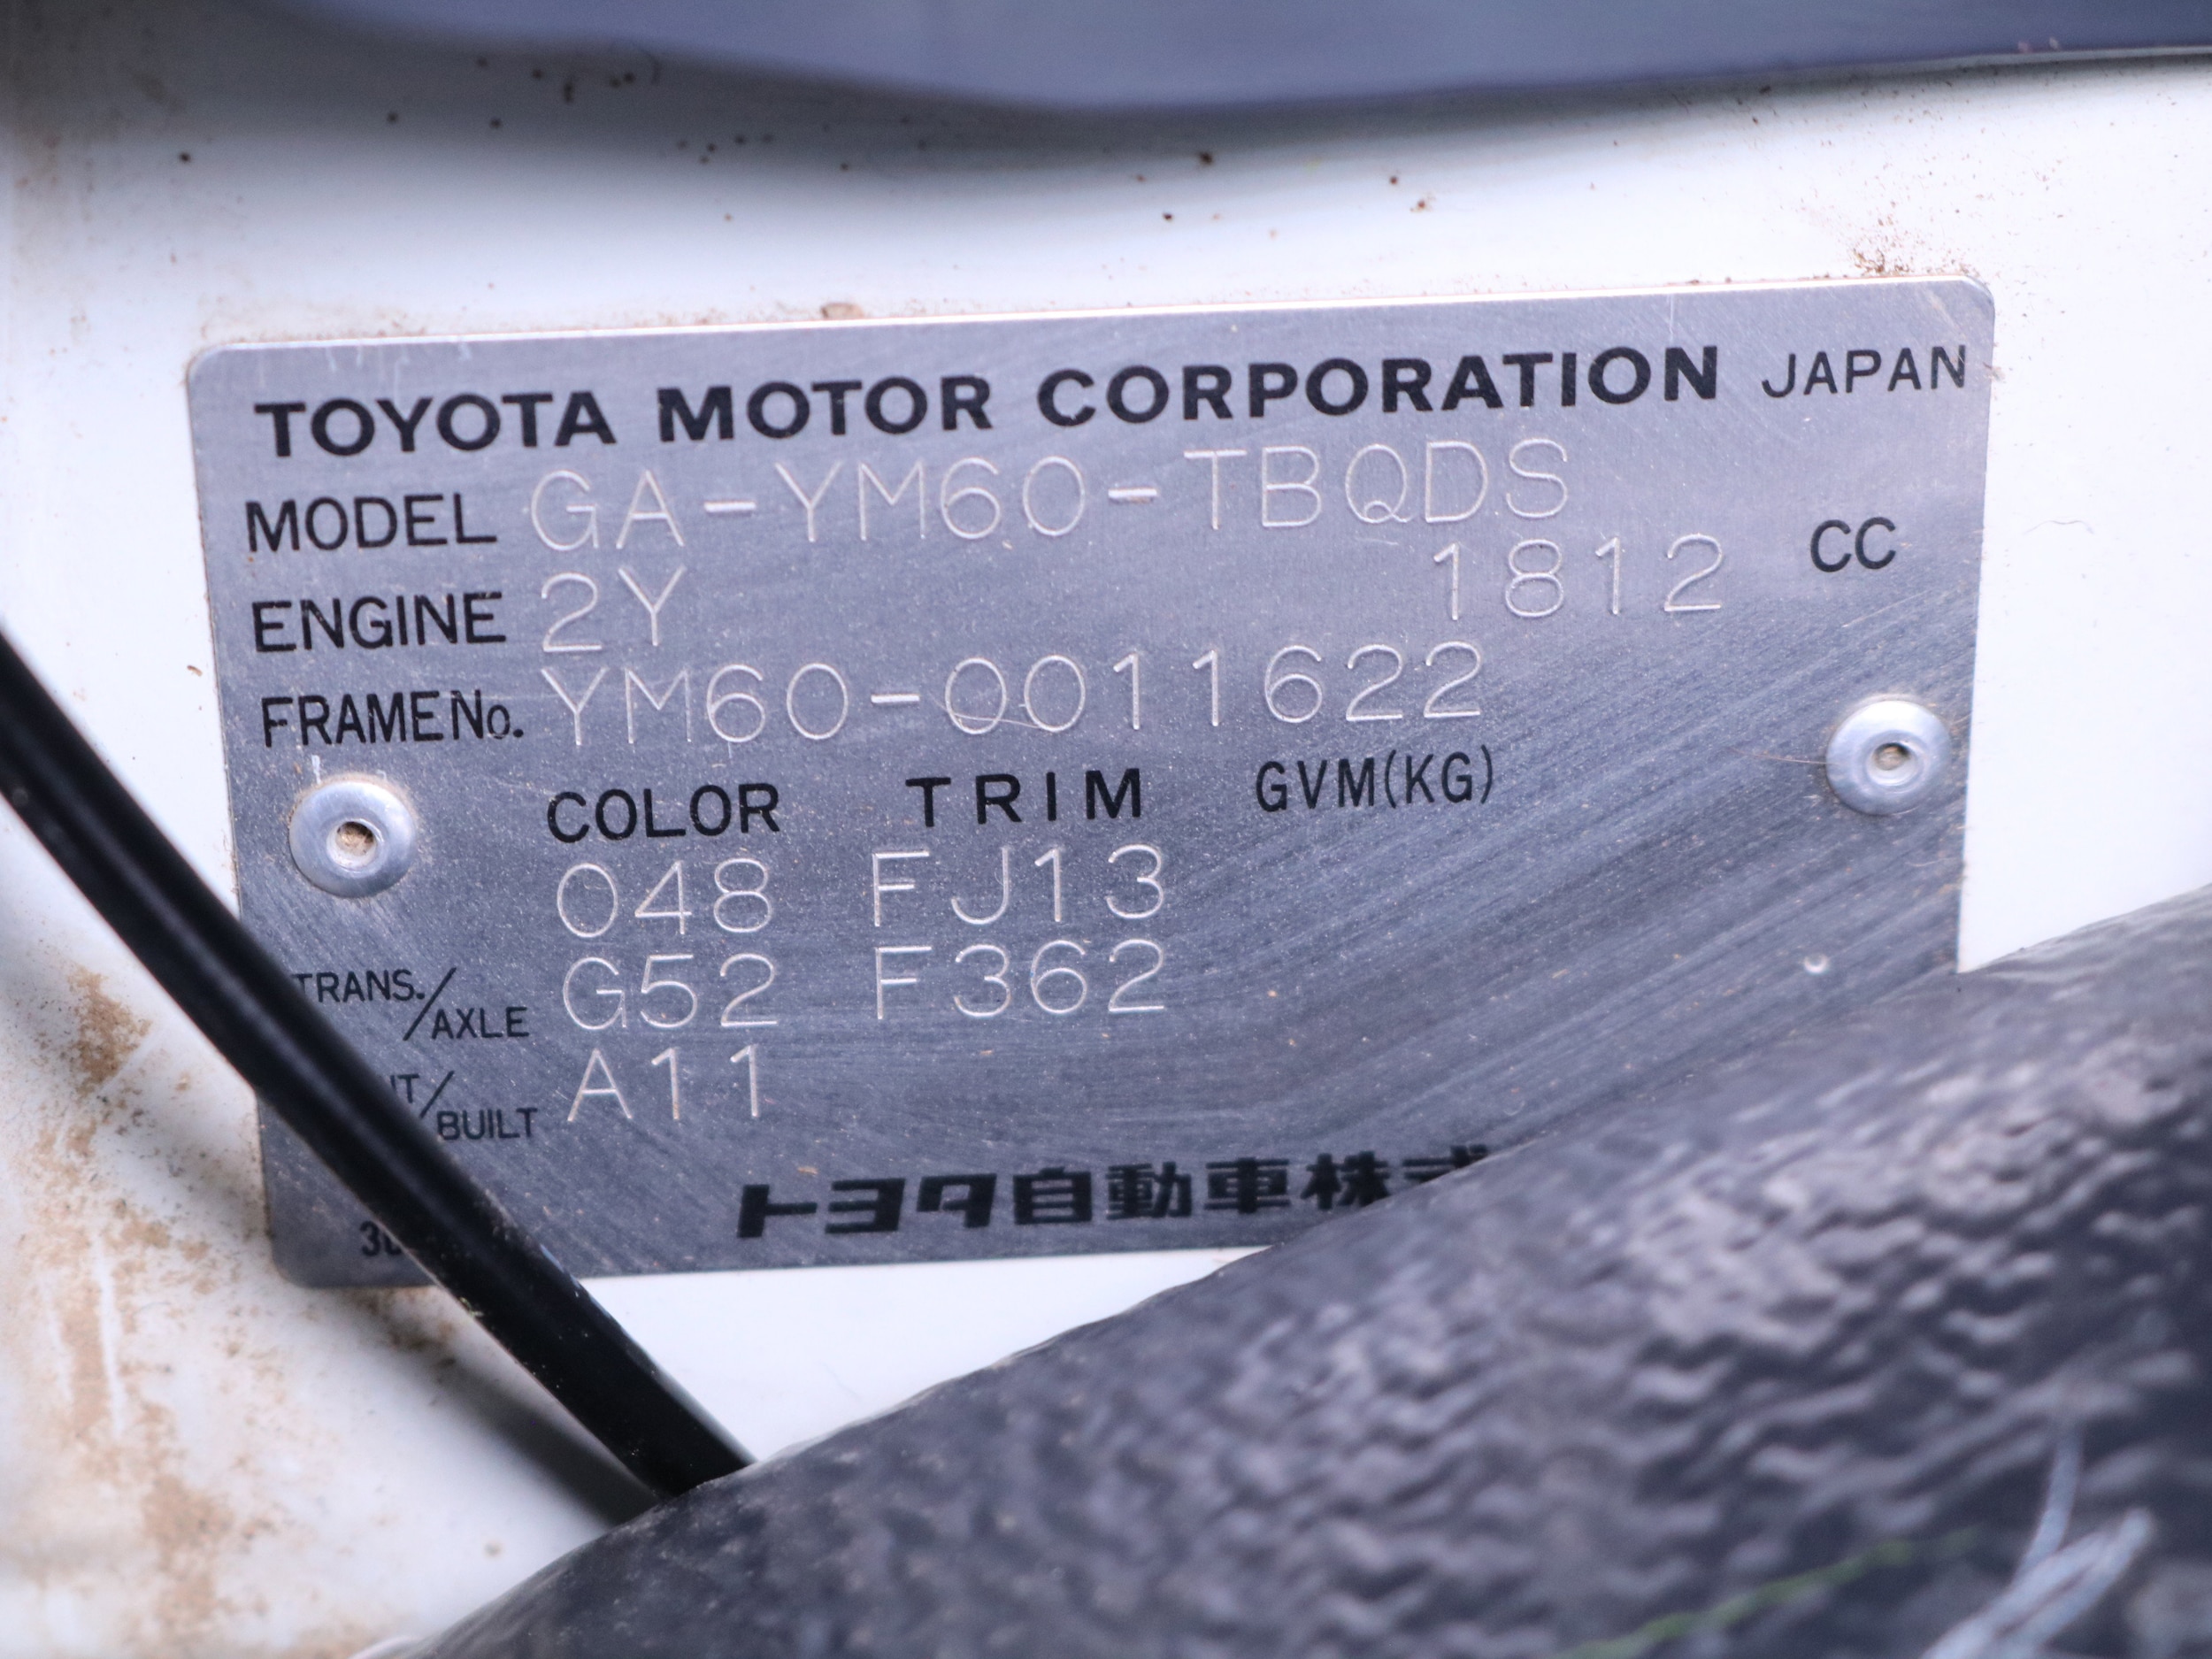 TOYOTA MOTOR CORPORATION JAPAN
MODEL GA-YM60-TBQDS
ENGINE 2Y 1812 CC
FRAME No. YM60-0011622
COLOR TRIM GVM(KG)
048 FJ13
TRANS./AXLE G52 F362
BUILT A11
トヨタ自動車株式